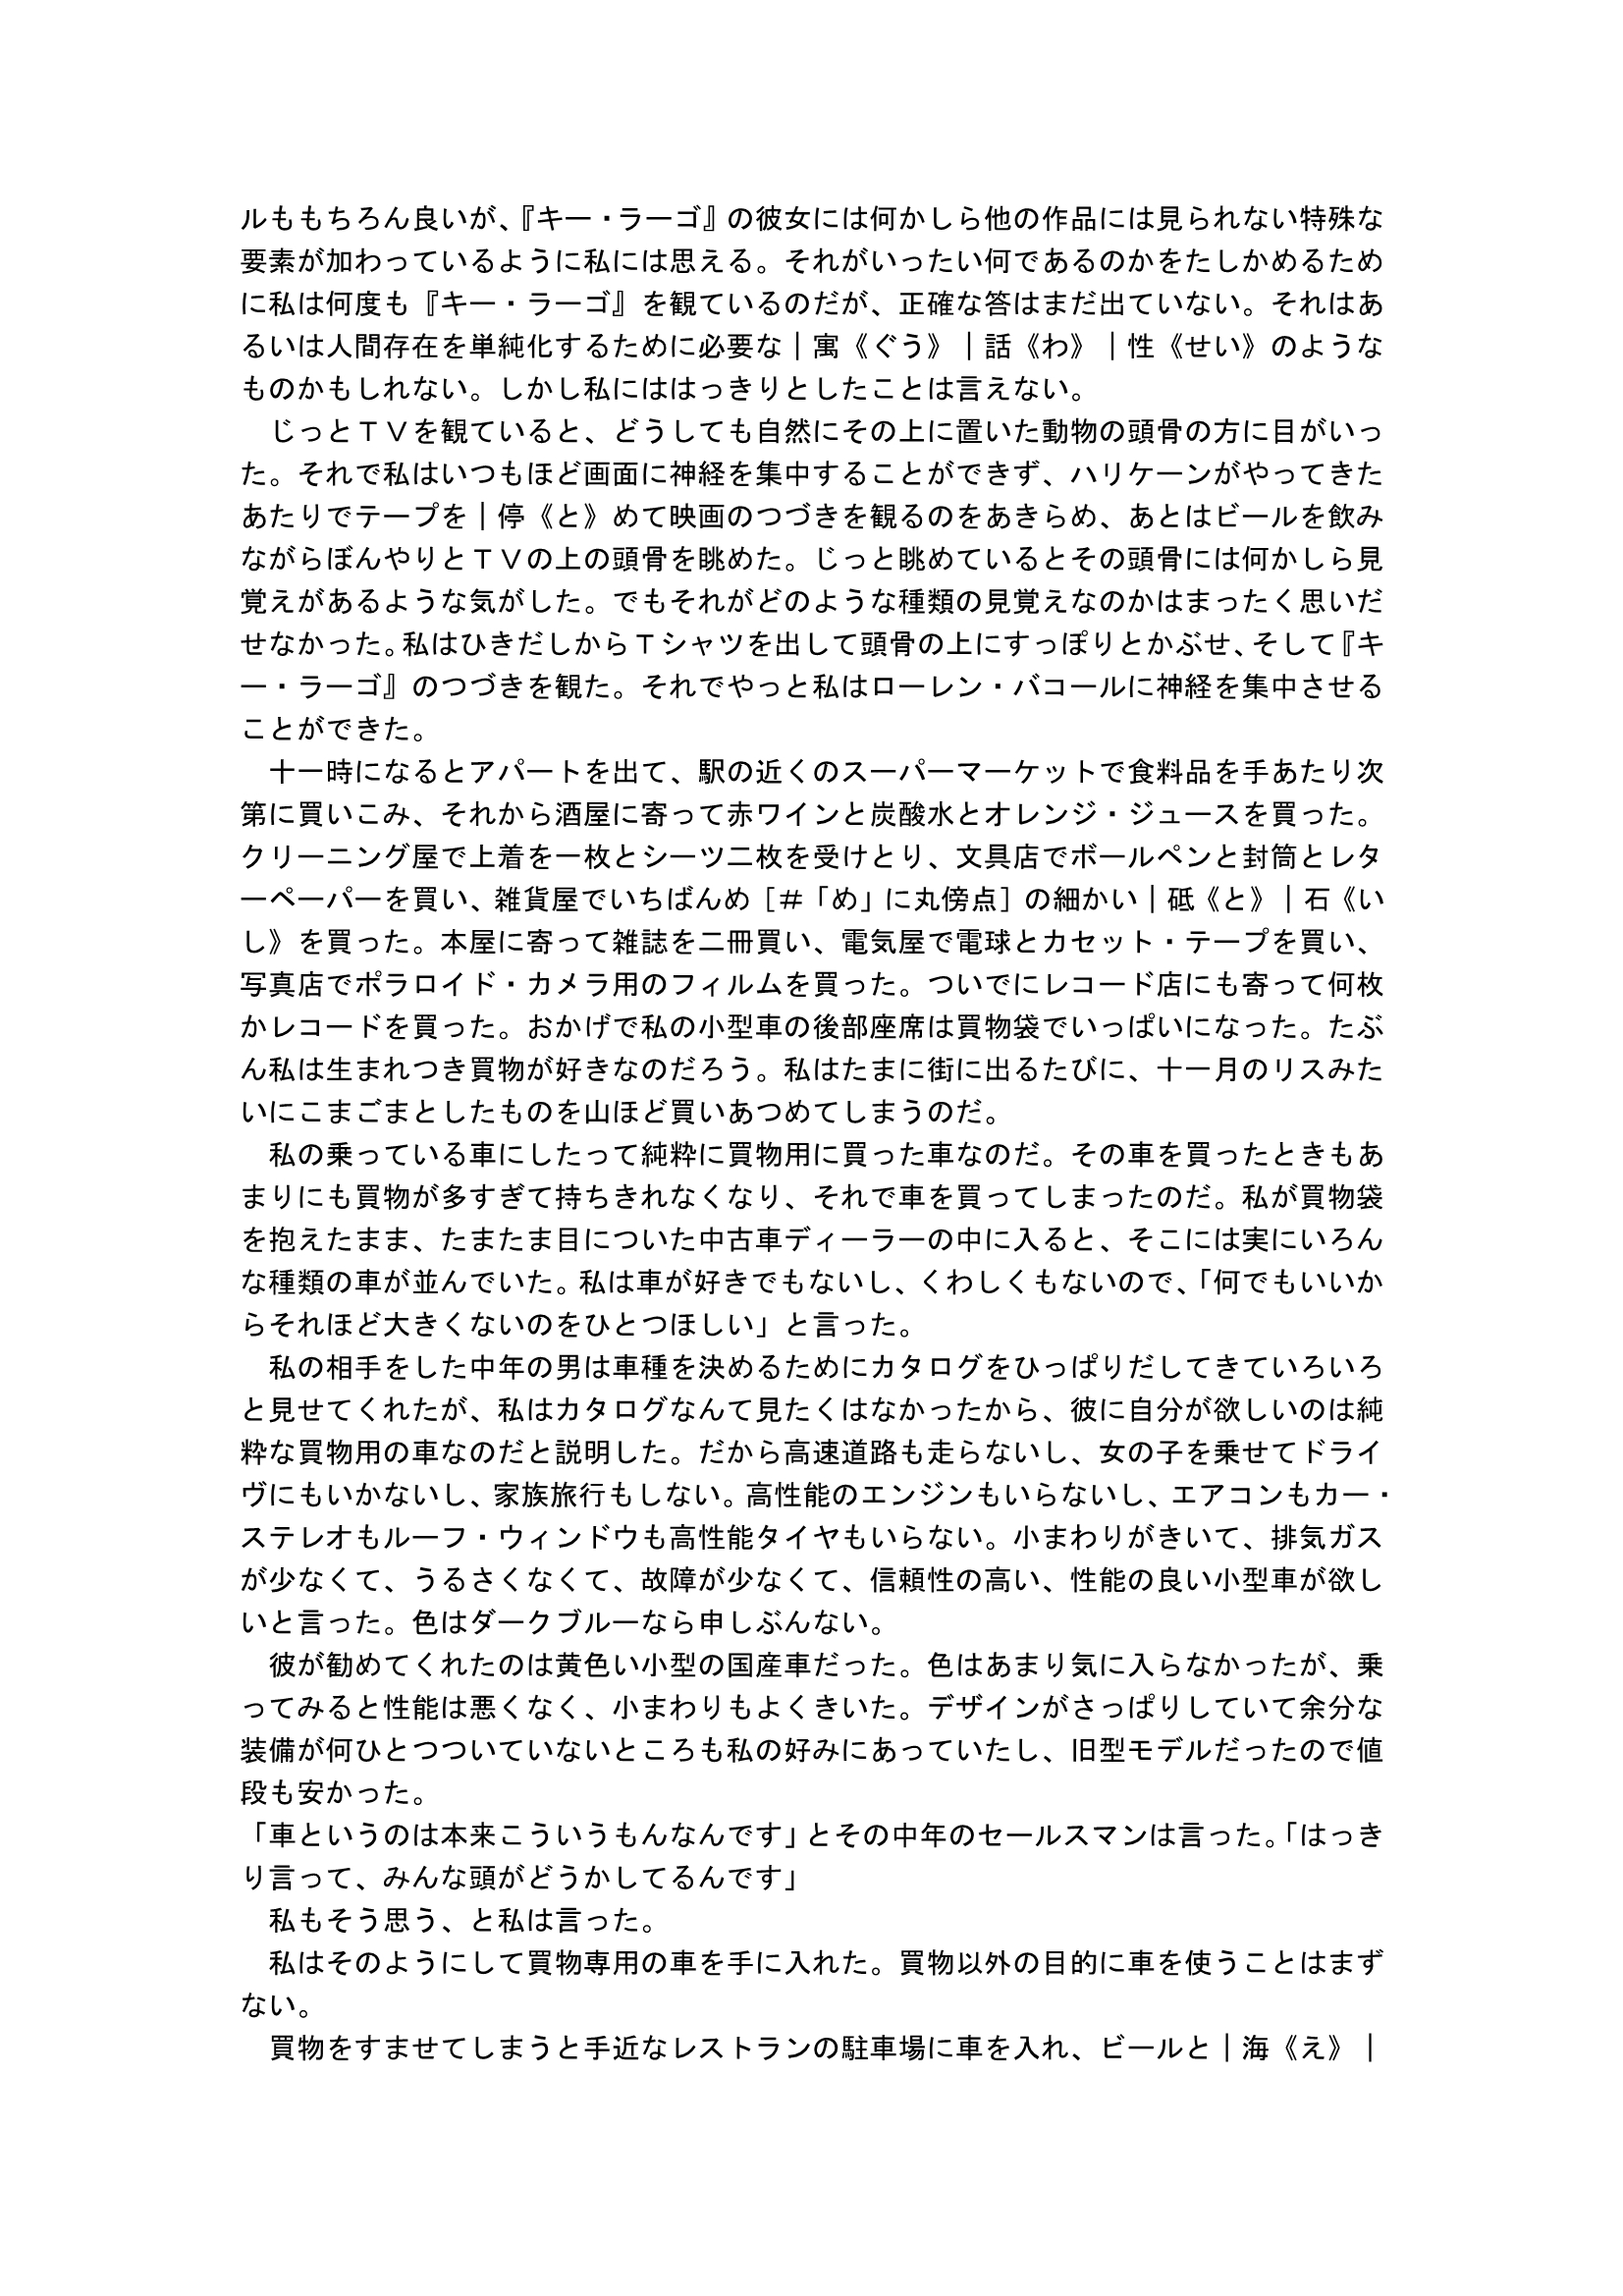 ルももちろん良いが、『キー・ラーゴ』の彼女には何かしら他の作品には見られない特殊な
要素が加わっているように私には思える。それがいったい何であるのかをたしかめるため
に私は何度も『キー・ラーゴ』を観ているのだが、正確な答はまだ出ていない。それはあ
るいは人間存在を単純化するために必要な｜寓《ぐう》｜話《わ》｜性《せい》のような
ものかもしれない。しかし私にははっきりとしたことは言えない。
　じっとＴＶを観ていると、どうしても自然にその上に置いた動物の頭骨の方に目がいっ
た。それで私はいつもほど画面に神経を集中することができず、ハリケーンがやってきた
あたりでテープを｜停《と》めて映画のつづきを観るのをあきらめ、あとはビールを飲み
ながらぼんやりとＴＶの上の頭骨を眺めた。じっと眺めているとその頭骨には何かしら見
覚えがあるような気がした。でもそれがどのような種類の見覚えなのかはまったく思いだ
せなかった。私はひきだしからＴシャツを出して頭骨の上にすっぽりとかぶせ、そして『キ
ー・ラーゴ』のつづきを観た。それでやっと私はローレン・バコールに神経を集中させる
ことができた。
　十一時になるとアパートを出て、駅の近くのスーパーマーケットで食料品を手あたり次
第に買いこみ、それから酒屋に寄って赤ワインと炭酸水とオレンジ・ジュースを買った。
クリーニング屋で上着を一枚とシーツ二枚を受けとり、文具店でボールペンと封筒とレタ
ーペーパーを買い、雑貨屋でいちばんめ［＃「め」に丸傍点］の細かい｜砥《と》｜石《い
し》を買った。本屋に寄って雑誌を二冊買い、電気屋で電球とカセット・テープを買い、
写真店でポラロイド・カメラ用のフィルムを買った。ついでにレコード店にも寄って何枚
かレコードを買った。おかげで私の小型車の後部座席は買物袋でいっぱいになった。たぶ
ん私は生まれつき買物が好きなのだろう。私はたまに街に出るたびに、十一月のリスみた
いにこまごまとしたものを山ほど買いあつめてしまうのだ。
　私の乗っている車にしたって純粋に買物用に買った車なのだ。その車を買ったときもあ
まりにも買物が多すぎて持ちきれなくなり、それで車を買ってしまったのだ。私が買物袋
を抱えたまま、たまたま目についた中古車ディーラーの中に入ると、そこには実にいろん
な種類の車が並んでいた。私は車が好きでもないし、くわしくもないので、「何でもいいか
らそれほど大きくないのをひとつほしい」と言った。
　私の相手をした中年の男は車種を決めるためにカタログをひっぱりだしてきていろいろ
と見せてくれたが、私はカタログなんて見たくはなかったから、彼に自分が欲しいのは純
粋な買物用の車なのだと説明した。だから高速道路も走らないし、女の子を乗せてドライ
ヴにもいかないし、家族旅行もしない。高性能のエンジンもいらないし、エアコンもカー・
ステレオもルーフ・ウィンドウも高性能タイヤもいらない。小まわりがきいて、排気ガス
が少なくて、うるさくなくて、故障が少なくて、信頼性の高い、性能の良い小型車が欲し
いと言った。色はダークブルーなら申しぶんない。
　彼が勧めてくれたのは黄色い小型の国産車だった。色はあまり気に入らなかったが、乗
ってみると性能は悪くなく、小まわりもよくきいた。デザインがさっぱりしていて余分な
装備が何ひとつついていないところも私の好みにあっていたし、旧型モデルだったので値
段も安かった。
「車というのは本来こういうもんなんです」とその中年のセールスマンは言った。「はっき
り言って、みんな頭がどうかしてるんです」
　私もそう思う、と私は言った。
　私はそのようにして買物専用の車を手に入れた。買物以外の目的に車を使うことはまず
ない。
　買物をすませてしまうと手近なレストランの駐車場に車を入れ、ビールと｜海《え》｜